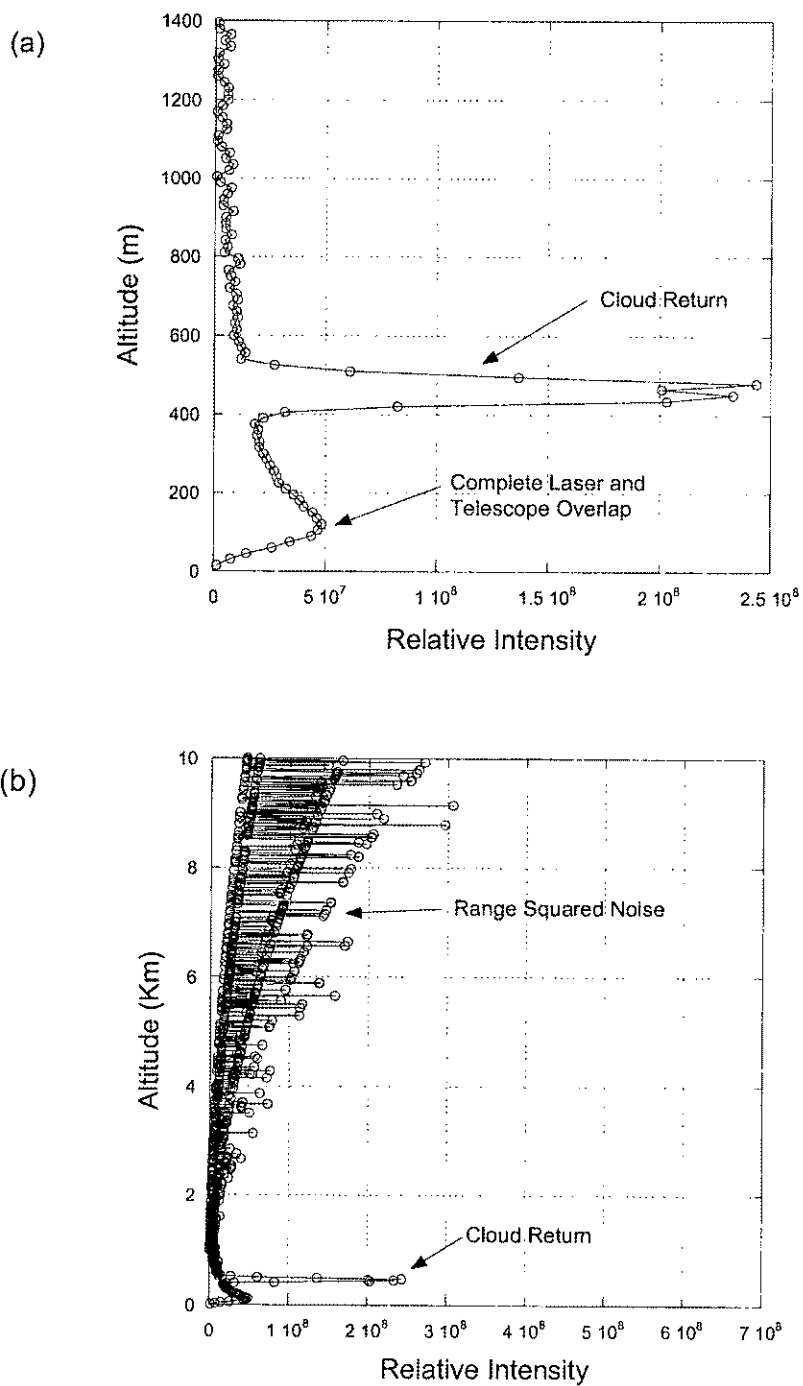 (a)
1400
1200
1000
800
600
400
200
0
Altitude (m)
Cloud Return
Complete Laser and
Telescope Overlap
0
5 10⁷
1 10⁸
1.5 10⁸
2 10⁸
2.5 10⁸
Relative Intensity
(b)
10
8
6
4
2
0
Altitude (Km)
Range Squared Noise
Cloud Return
0
1 10⁸
2 10⁸
3 10⁸
4 10⁸
5 10⁸
6 10⁸
7 10⁸
Relative Intensity